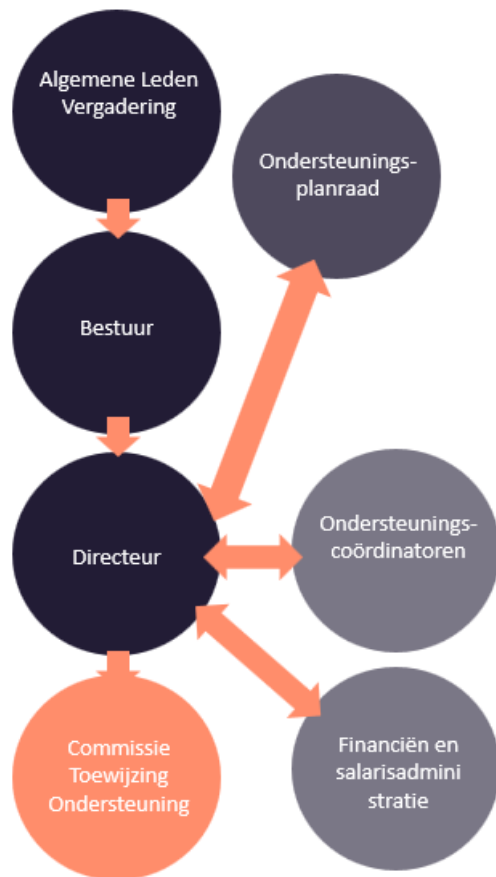 Algemene Leden
Vergadering
Ondersteunings-
planraad
Bestuur
Ondersteunings-
coördinatoren
Directeur
Commissie
Toewijzing
Ondersteuning
Financiën en
salarisadmini
stratie